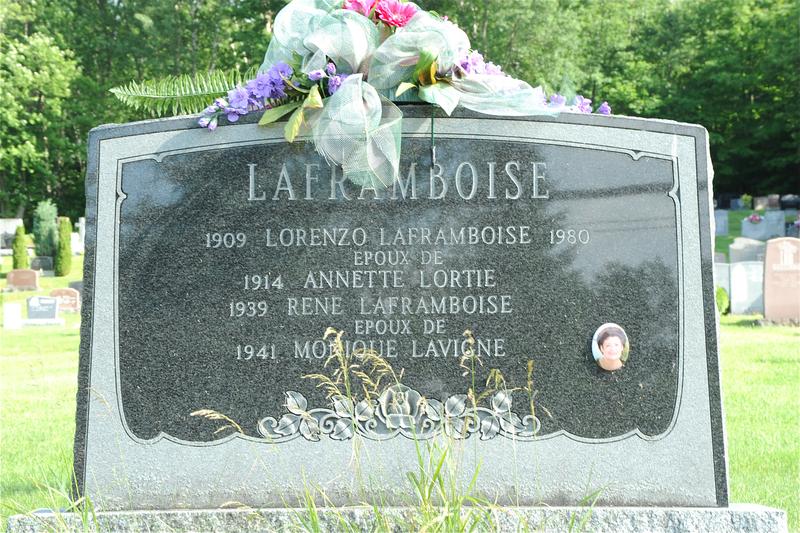 LAFRAMBOISE
1909 LORENZO LAFRAMBOISE 1980
EPOUX DE
1914 ANNETTE LORTIE
1939 RENE LAFRAMBOISE
EPOUX DE
1941 MONIQUE LAVIGNE